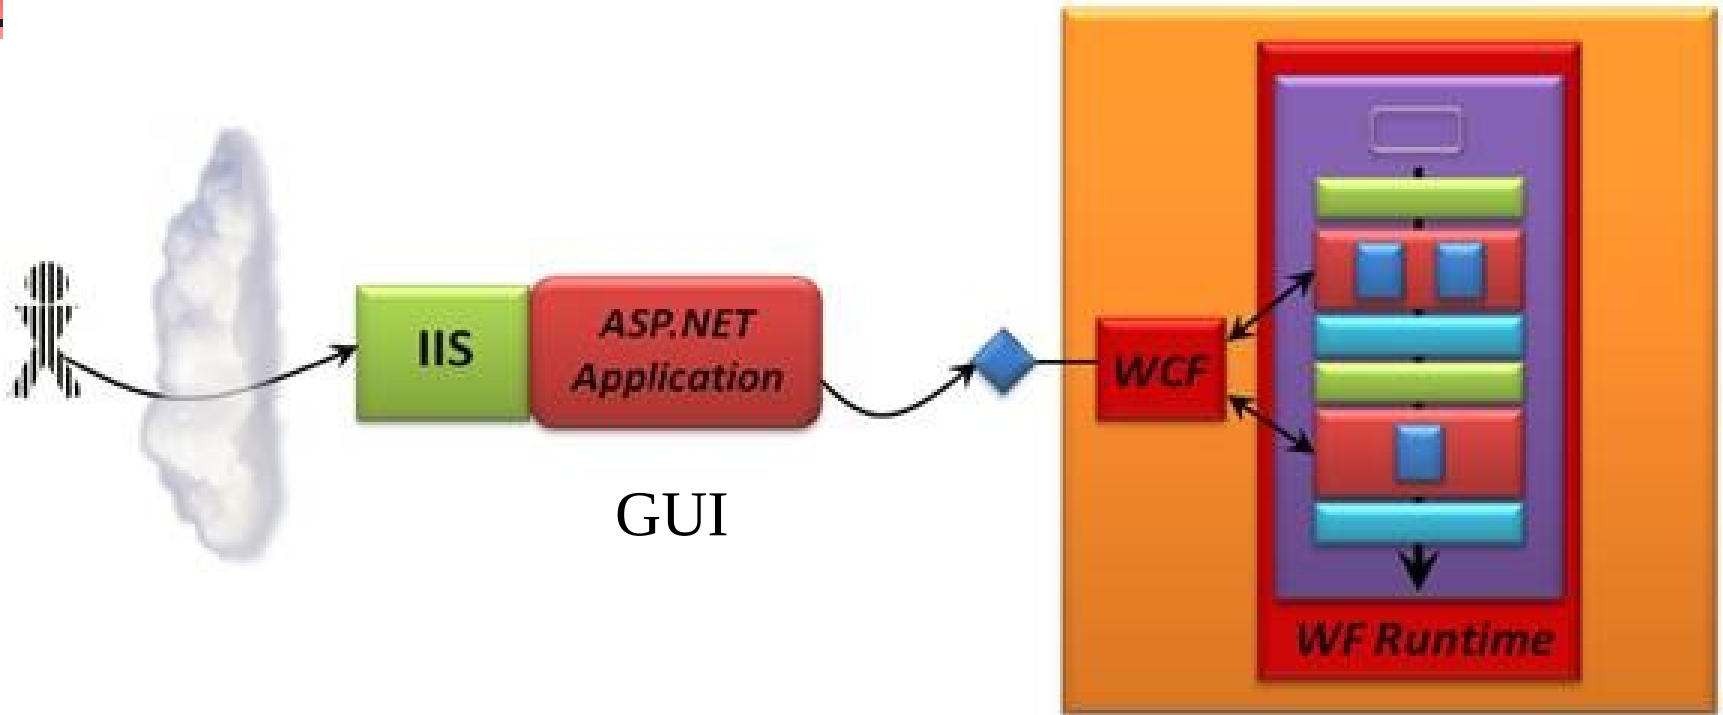 IIS
ASP.NET
Application
GUI
WCF
WF Runtime